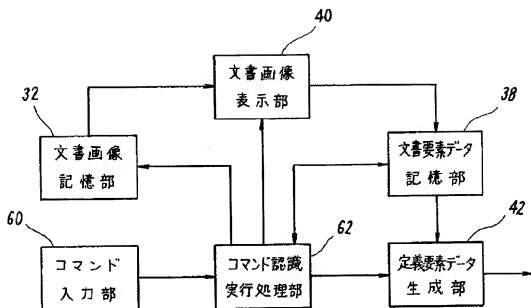 40
文書画像
表示部
32
文書画像
記憶部
38
文書要素データ
記憶部
60
コマンド
入力部
62
コマンド認識
実行処理部
42
定義要素データ
生成部